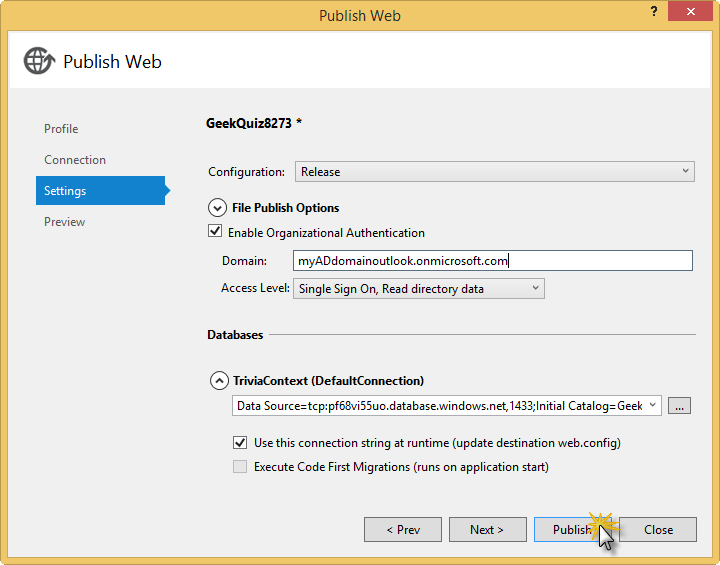 Publish Web
?
Publish Web
Profile
Connection
Settings
Preview
GeekQuiz8273 *
Configuration: Release
File Publish Options
Enable Organizational Authentication
Domain: myADdomainoutlook.onmicrosoft.com
Access Level: Single Sign On, Read directory data
Databases
TriviaContext (DefaultConnection)
Data Source=tcp:pf68vi55uo.database.windows.net,1433;Initial Catalog=Geek
...
Use this connection string at runtime (update destination web.config)
Execute Code First Migrations (runs on application start)
< Prev Next > Publish Close